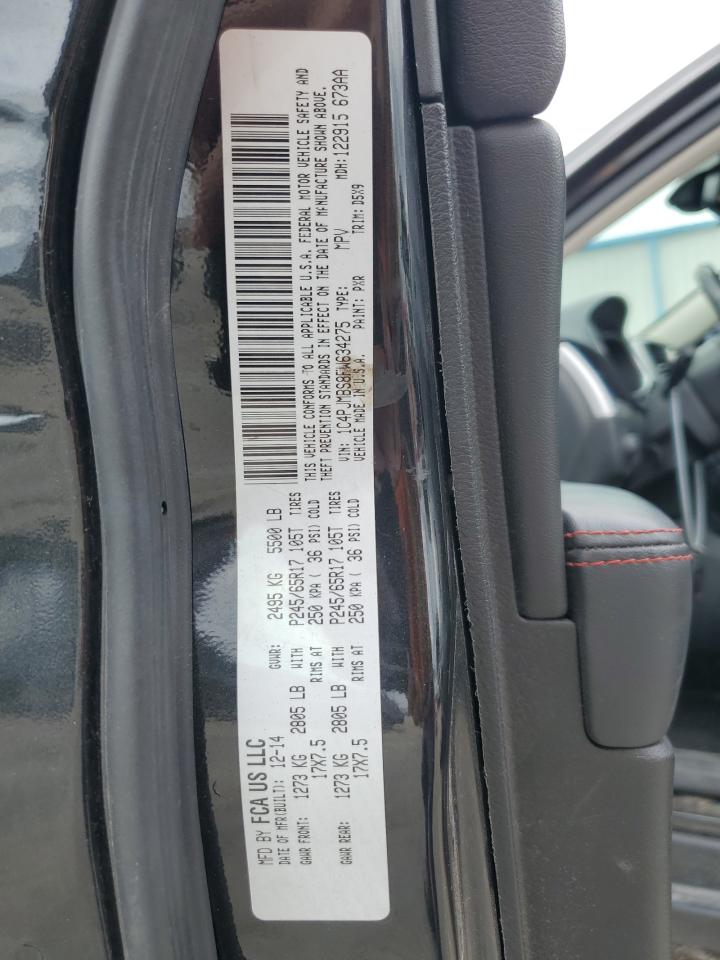 MFD BY FCA US LLC
DATE OF MFR(BUILT): 12-14 GVWR: 2495 KG 5500 LB
GAWR FRONT: 1273 KG 2805 LB WITH P245/65R17 105T TIRES
17X7.5 RIMS AT 250 KPA ( 36 PSI) COLD
GAWR REAR: 1273 KG 2805 LB WITH P245/65R17 105T TIRES
17X7.5 RIMS AT 250 KPA ( 36 PSI) COLD
THIS VEHICLE CONFORMS TO ALL APPLICABLE U.S.A. FEDERAL MOTOR VEHICLE SAFETY AND
THEFT PREVENTION STANDARDS IN EFFECT ON THE DATE OF MANUFACTURE SHOWN ABOVE.
VIN: 1C4PJMBS8FW634275 TYPE: MPV MDH:122915 673AA
VEHICLE MADE IN U.S.A. PAINT: PXR TRIM: D5X9